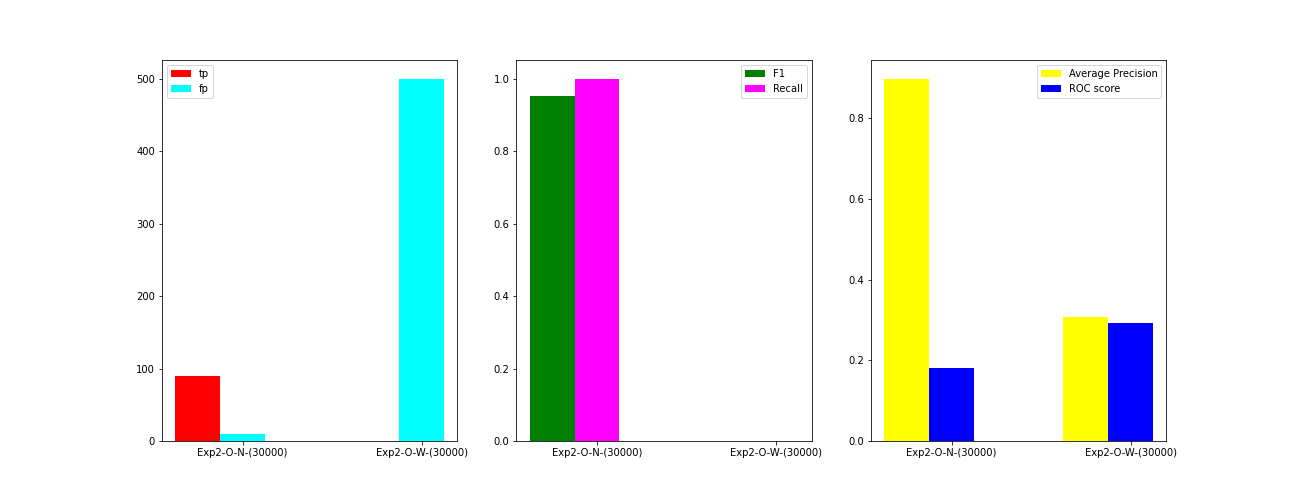 tp
fp
500
400
300
200
100
0
Exp2-O-N-(30000)
Exp2-O-W-(30000)
F1
Recall
1.0
0.8
0.6
0.4
0.2
0.0
Exp2-O-N-(30000)
Exp2-O-W-(30000)
Average Precision
ROC score
0.8
0.6
0.4
0.2
0.0
Exp2-O-N-(30000)
Exp2-O-W-(30000)